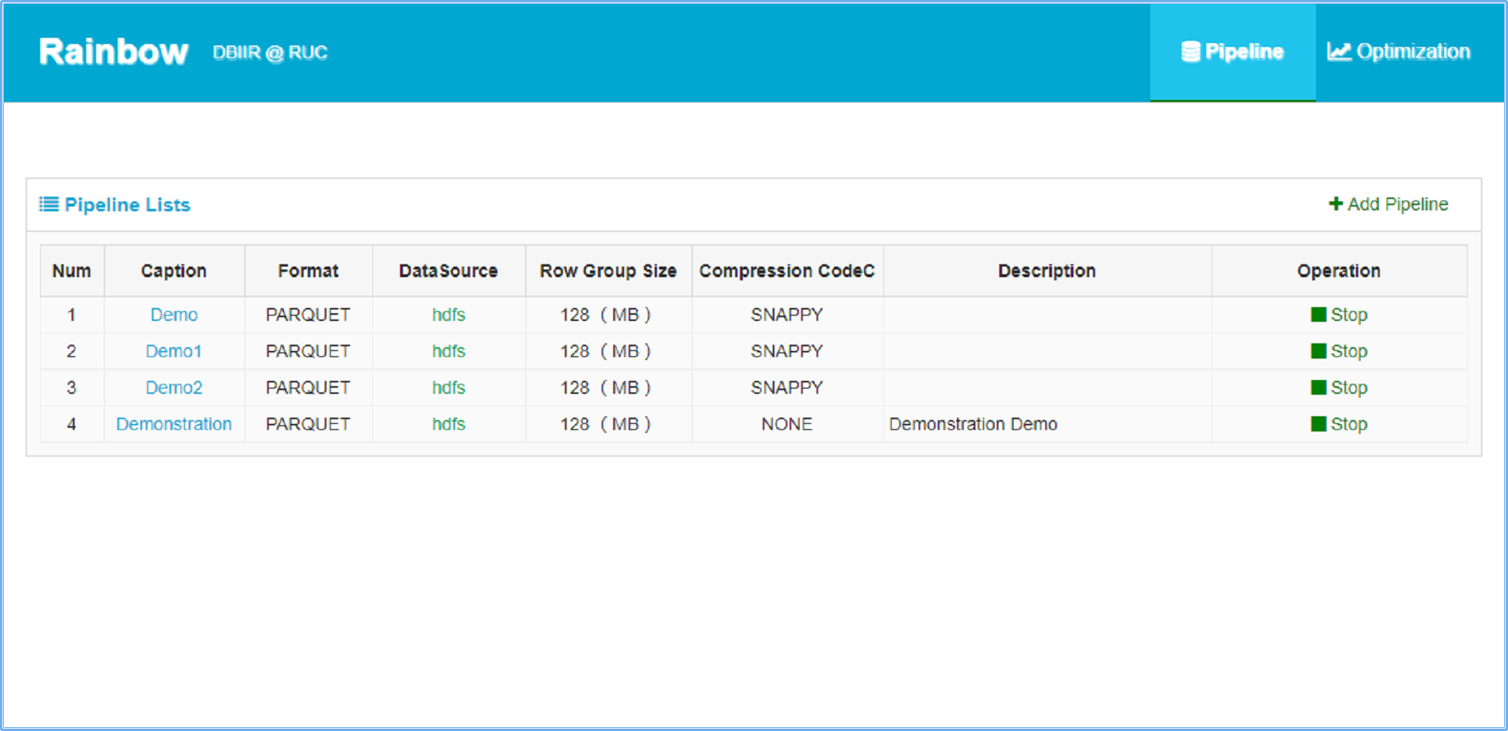 Rainbow DBIIR @ RUC Pipeline Optimization
Pipeline Lists + Add Pipeline
Num Caption Format DataSource Row Group Size Compression CodeC Description Operation
1 Demo PARQUET hdfs 128 ( MB ) SNAPPY Stop
2 Demo1 PARQUET hdfs 128 ( MB ) SNAPPY Stop
3 Demo2 PARQUET hdfs 128 ( MB ) SNAPPY Stop
4 Demonstration PARQUET hdfs 128 ( MB ) NONE Demonstration Demo Stop